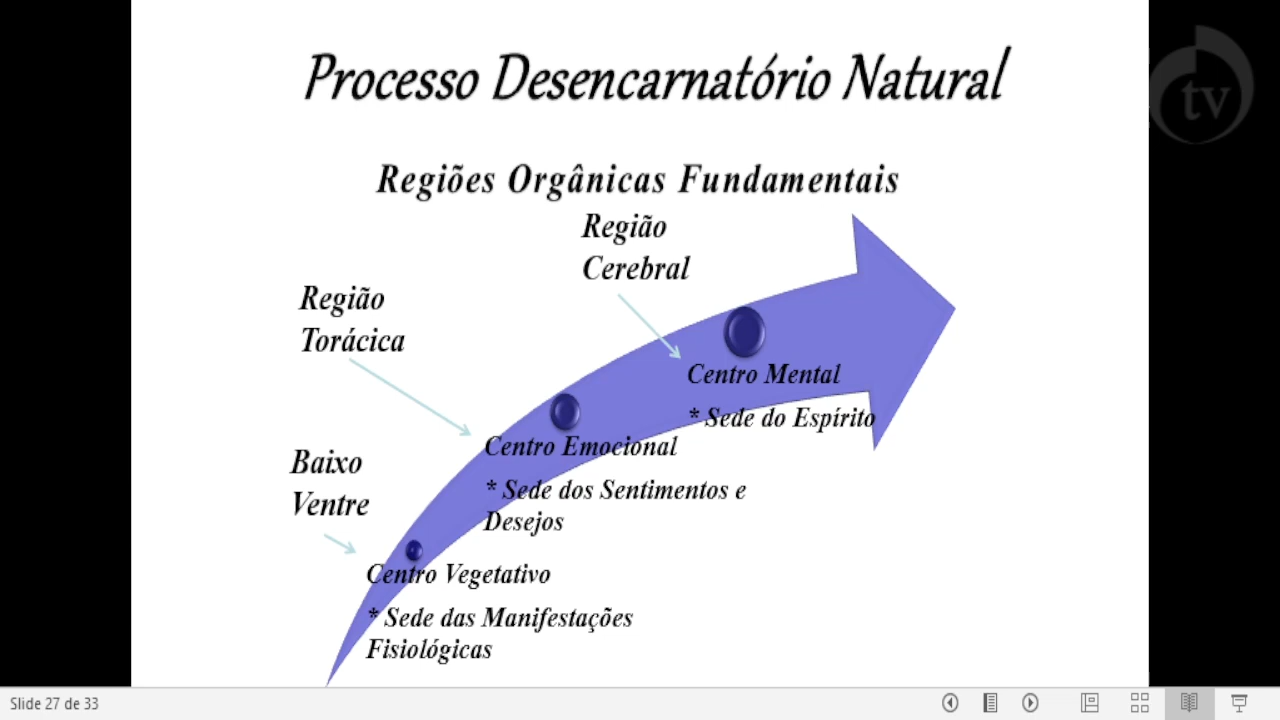 Processo Desencarnatório Natural
Regiões Orgânicas Fundamentais
Região
Cerebral
Região
Torácica
Centro Mental
* Sede do Espírito
Baixo
Ventre
Centro Emocional
* Sede dos Sentimentos e
Desejos
Centro Vegetativo
* Sede das Manifestações
Fisiológicas
tv
Slide 27 de 33